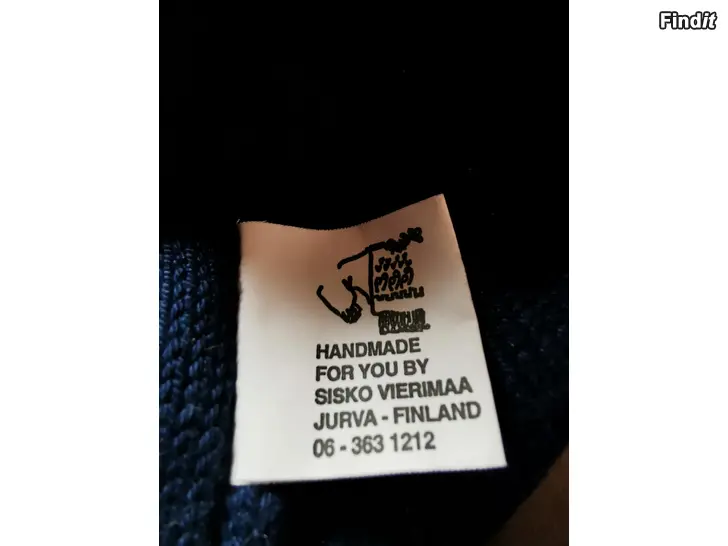 Findit
HANDMADE
FOR YOU BY
SISKO VIERIMAA
JURVA - FINLAND
06 - 363 1212